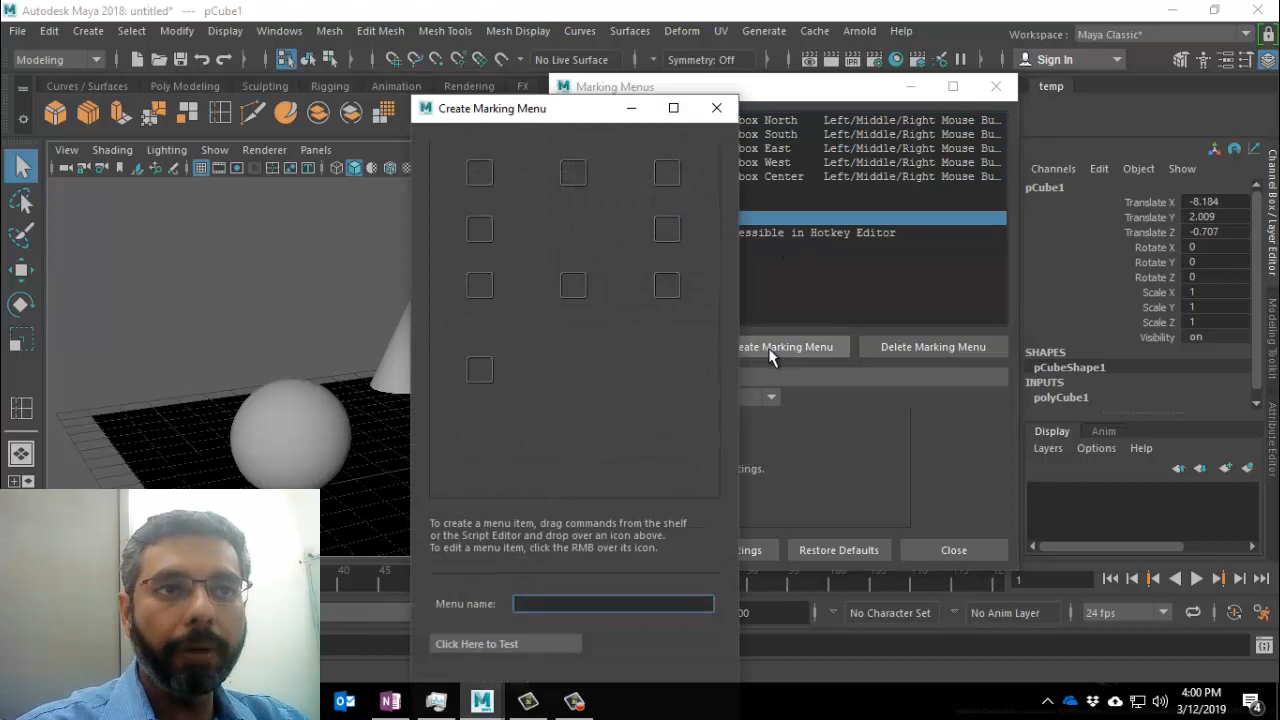 Autodesk Maya 2018: untitled* --- pCube1
File Edit Create Select Modify Display Windows Mesh Edit Mesh Mesh Tools Mesh Display Curves Surfaces Deform UV Generate Cache Arnold Help
Workspace : Maya Classic*
Modeling
No Live Surface
Symmetry: Off
Sign In
Curves / Surfaces Poly Modeling Sculpting Rigging Animation Rendering FX
Marking Menus
temp
Create Marking Menu
box North Left/Middle/Right Mouse Bu...
box South Left/Middle/Right Mouse Bu...
box East Left/Middle/Right Mouse Bu...
box West Left/Middle/Right Mouse Bu...
box Center Left/Middle/Right Mouse Bu...
essible in Hotkey Editor
View Shading Lighting Show Renderer Panels
eate Marking Menu
Delete Marking Menu
ings.
tings
Restore Defaults
Close
To create a menu item, drag commands from the shelf
or the Script Editor and drop over an icon above.
To edit a menu item, click the RMB over its icon.
Menu name:
Click Here to Test
Channels Edit Object Show
pCube1
Translate X -8.184
Translate Y 2.009
Translate Z -0.707
Rotate X 0
Rotate Y 0
Rotate Z 0
Scale X 1
Scale Y 1
Scale Z 1
Visibility on
SHAPES
pCubeShape1
INPUTS
polyCube1
Display Anim
Layers Options Help
Channel Box / Layer Editor
Modeling Toolkit
Attribute Editor
40 45
1
No Character Set
No Anim Layer
24 fps
4:00 PM
3/12/2019
4